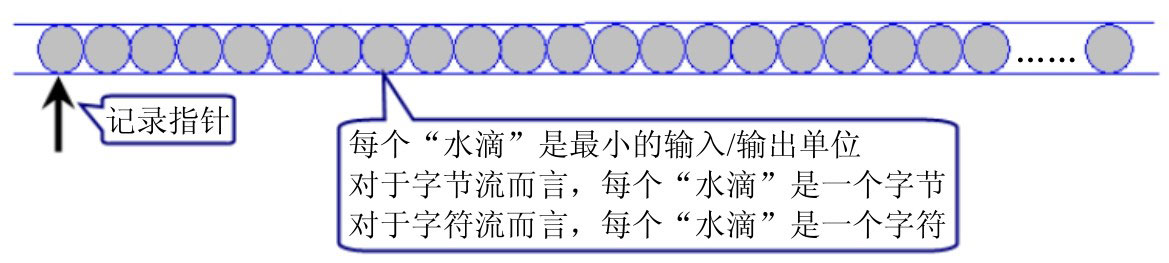 ……
记录指针
每个“水滴”是最小的输入/输出单位
对于字节流而言，每个“水滴”是一个字节
对于字符流而言，每个“水滴”是一个字符